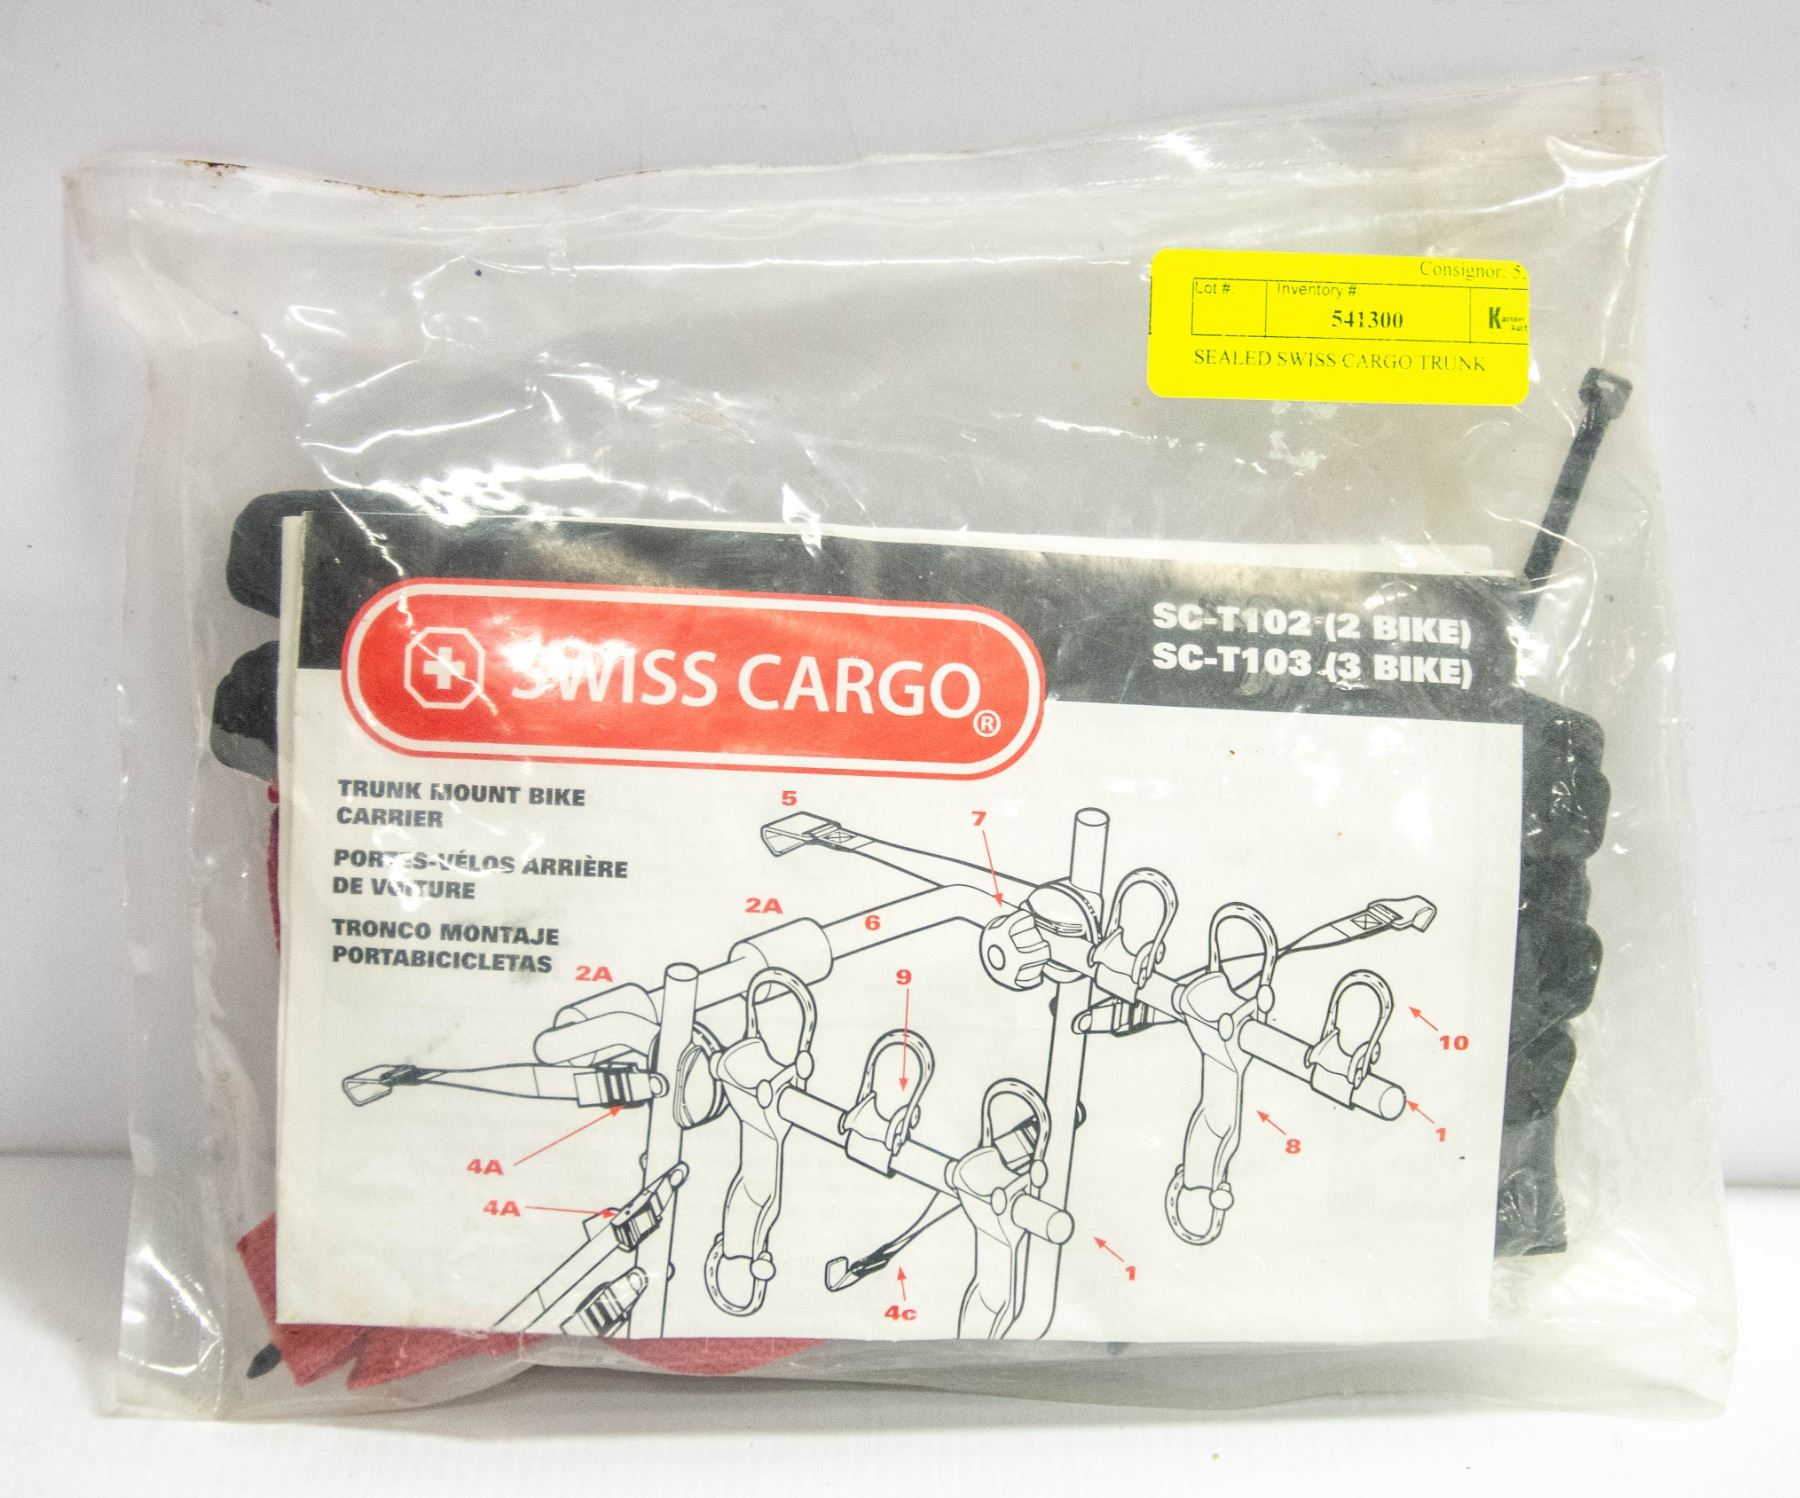 Consignor: 5
Lot #:
Inventory #:
541300
SEALED SWISS CARGO TRUNK
SWISS CARGO®
SC-T102 (2 BIKE)
SC-T103 (3 BIKE)
TRUNK MOUNT BIKE
CARRIER
PORTES-VÉLOS ARRIÈRE
DE VOITURE
TRONCO MONTAJE
PORTABICICLETAS
5
7
2A
6
2A
9
10
1
8
4A
4A
1
4c